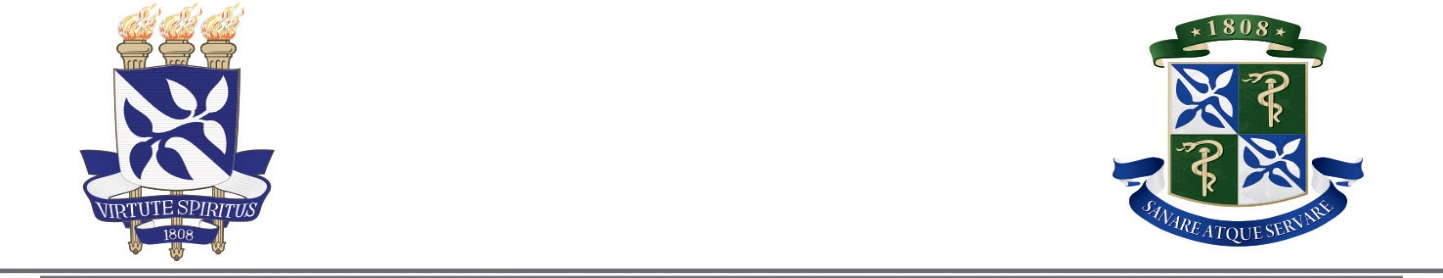 VIRTUTE SPIRITUS
1808
★ 1808 ★
SANARE ATQUE SERVARE